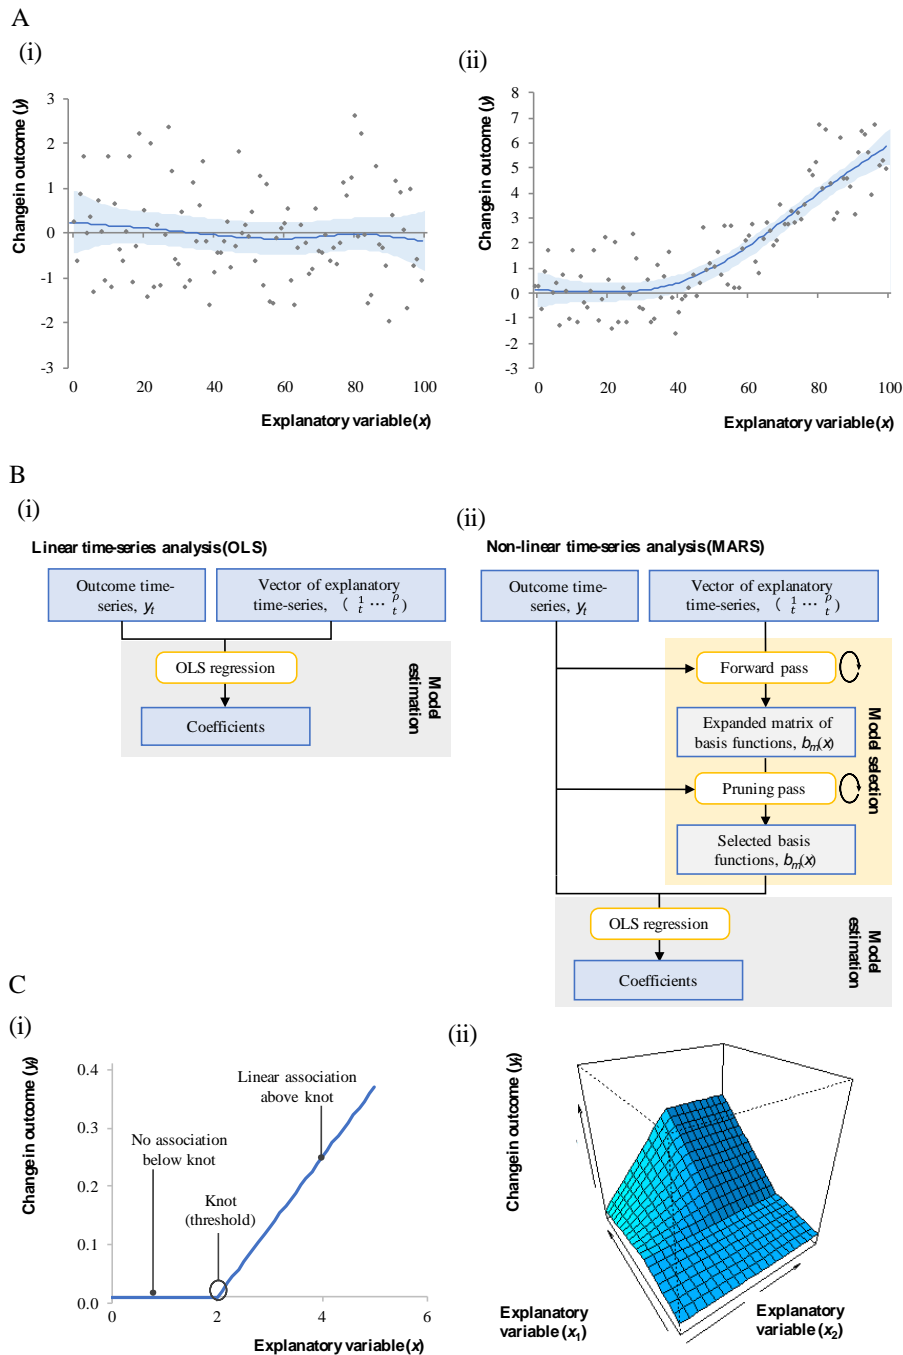 A
(i)
Change in outcome (y)
3
2
1
0
-1
-2
-3
0 20 40 60 80 100
Explanatory variable (x)
(ii)
Change in outcome (y)
8
7
6
5
4
3
2
1
0
-1
-2
-3
0 20 40 60 80 100
Explanatory variable (x)
B
(i)
Linear time-series analysis (OLS)
Outcome time-
series, yt
Vector of explanatory
time-series, ( 1 t ⋯ p t )
OLS regression
Coefficients
Model
estimation
(ii)
Non-linear time-series analysis (MARS)
Outcome time-
series, yt
Vector of explanatory
time-series, ( 1 t ⋯ p t )
Forward pass
Expanded matrix of
basis functions, bm(x)
Pruning pass
Selected basis
functions, bm(x)
Model selection
OLS regression
Coefficients
Model
estimation
C
(i)
Change in outcome (y)
0.4
0.3
0.2
0.1
0.0
0 2 4 6
Explanatory variable (x)
No association
below knot
Knot
(threshold)
Linear association
above knot
(ii)
Change in outcome (y)
Explanatory
variable (x1)
Explanatory
variable (x2)